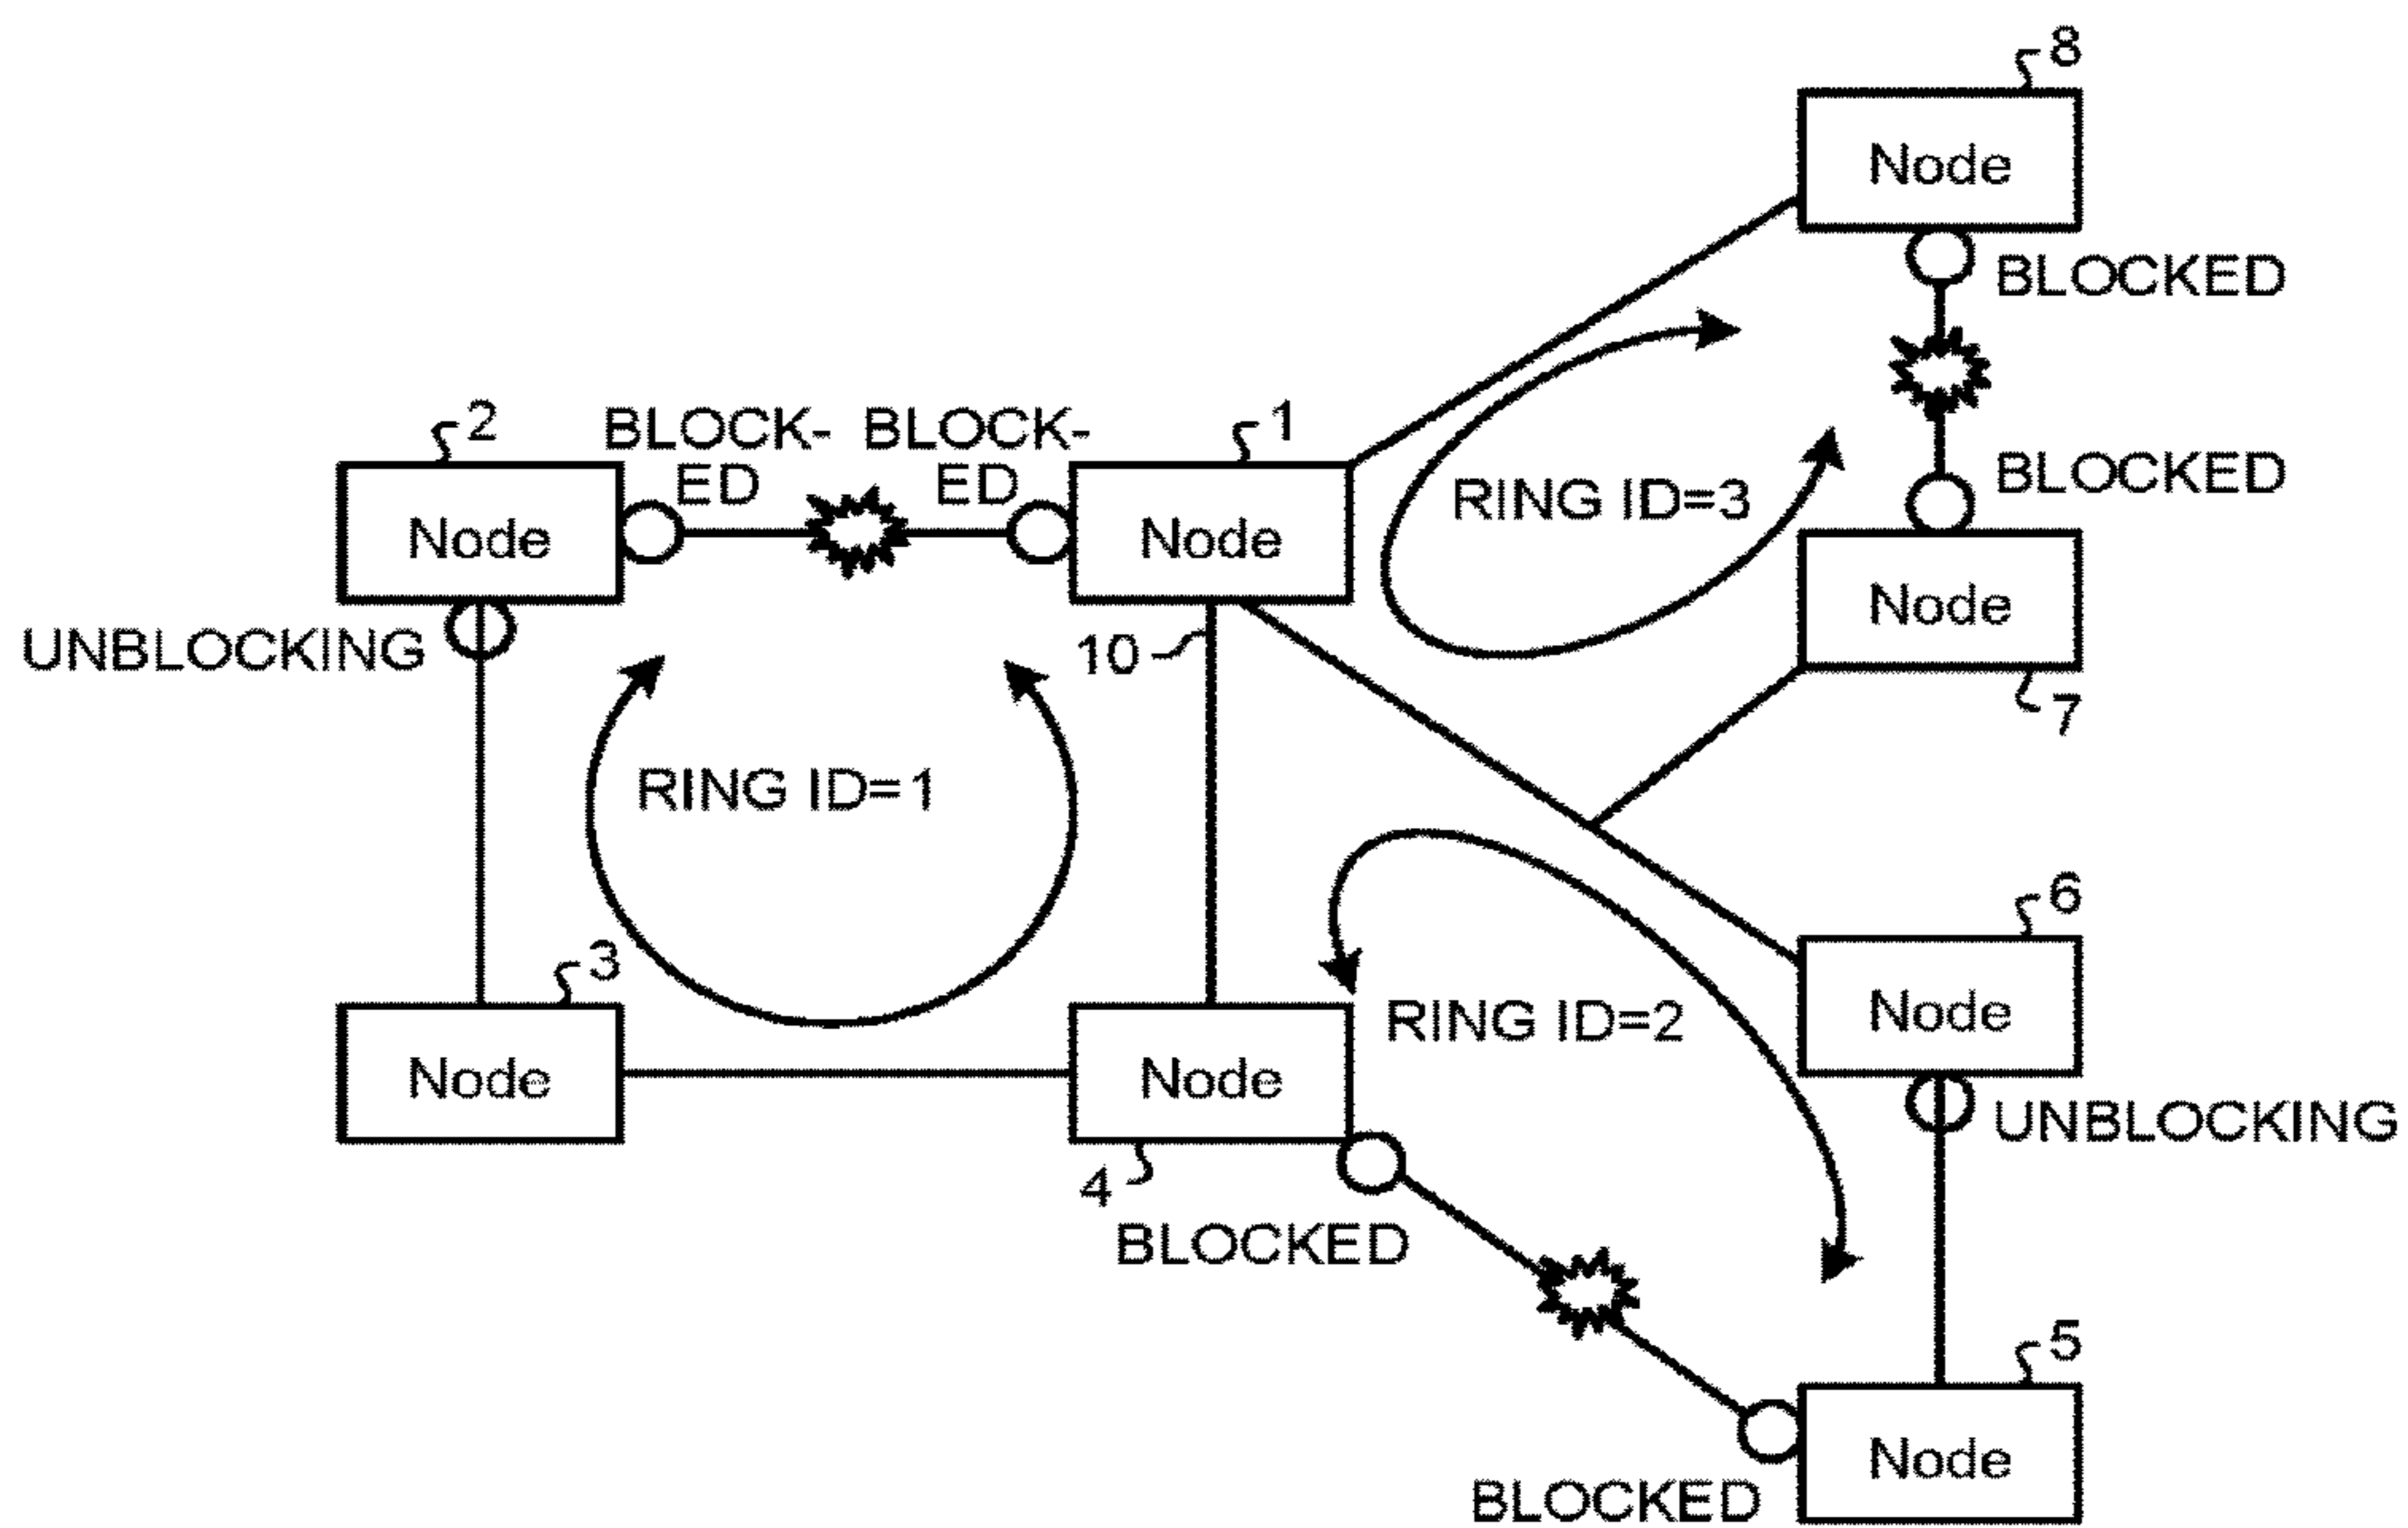 8
Node
BLOCKED
2
BLOCK-
ED
BLOCK-
ED
1
RING ID=3
BLOCKED
Node
Node
Node
UNBLOCKING
10
7
RING ID=1
6
3
RING ID=2
Node
Node
Node
UNBLOCKING
4
BLOCKED
5
Node
BLOCKED